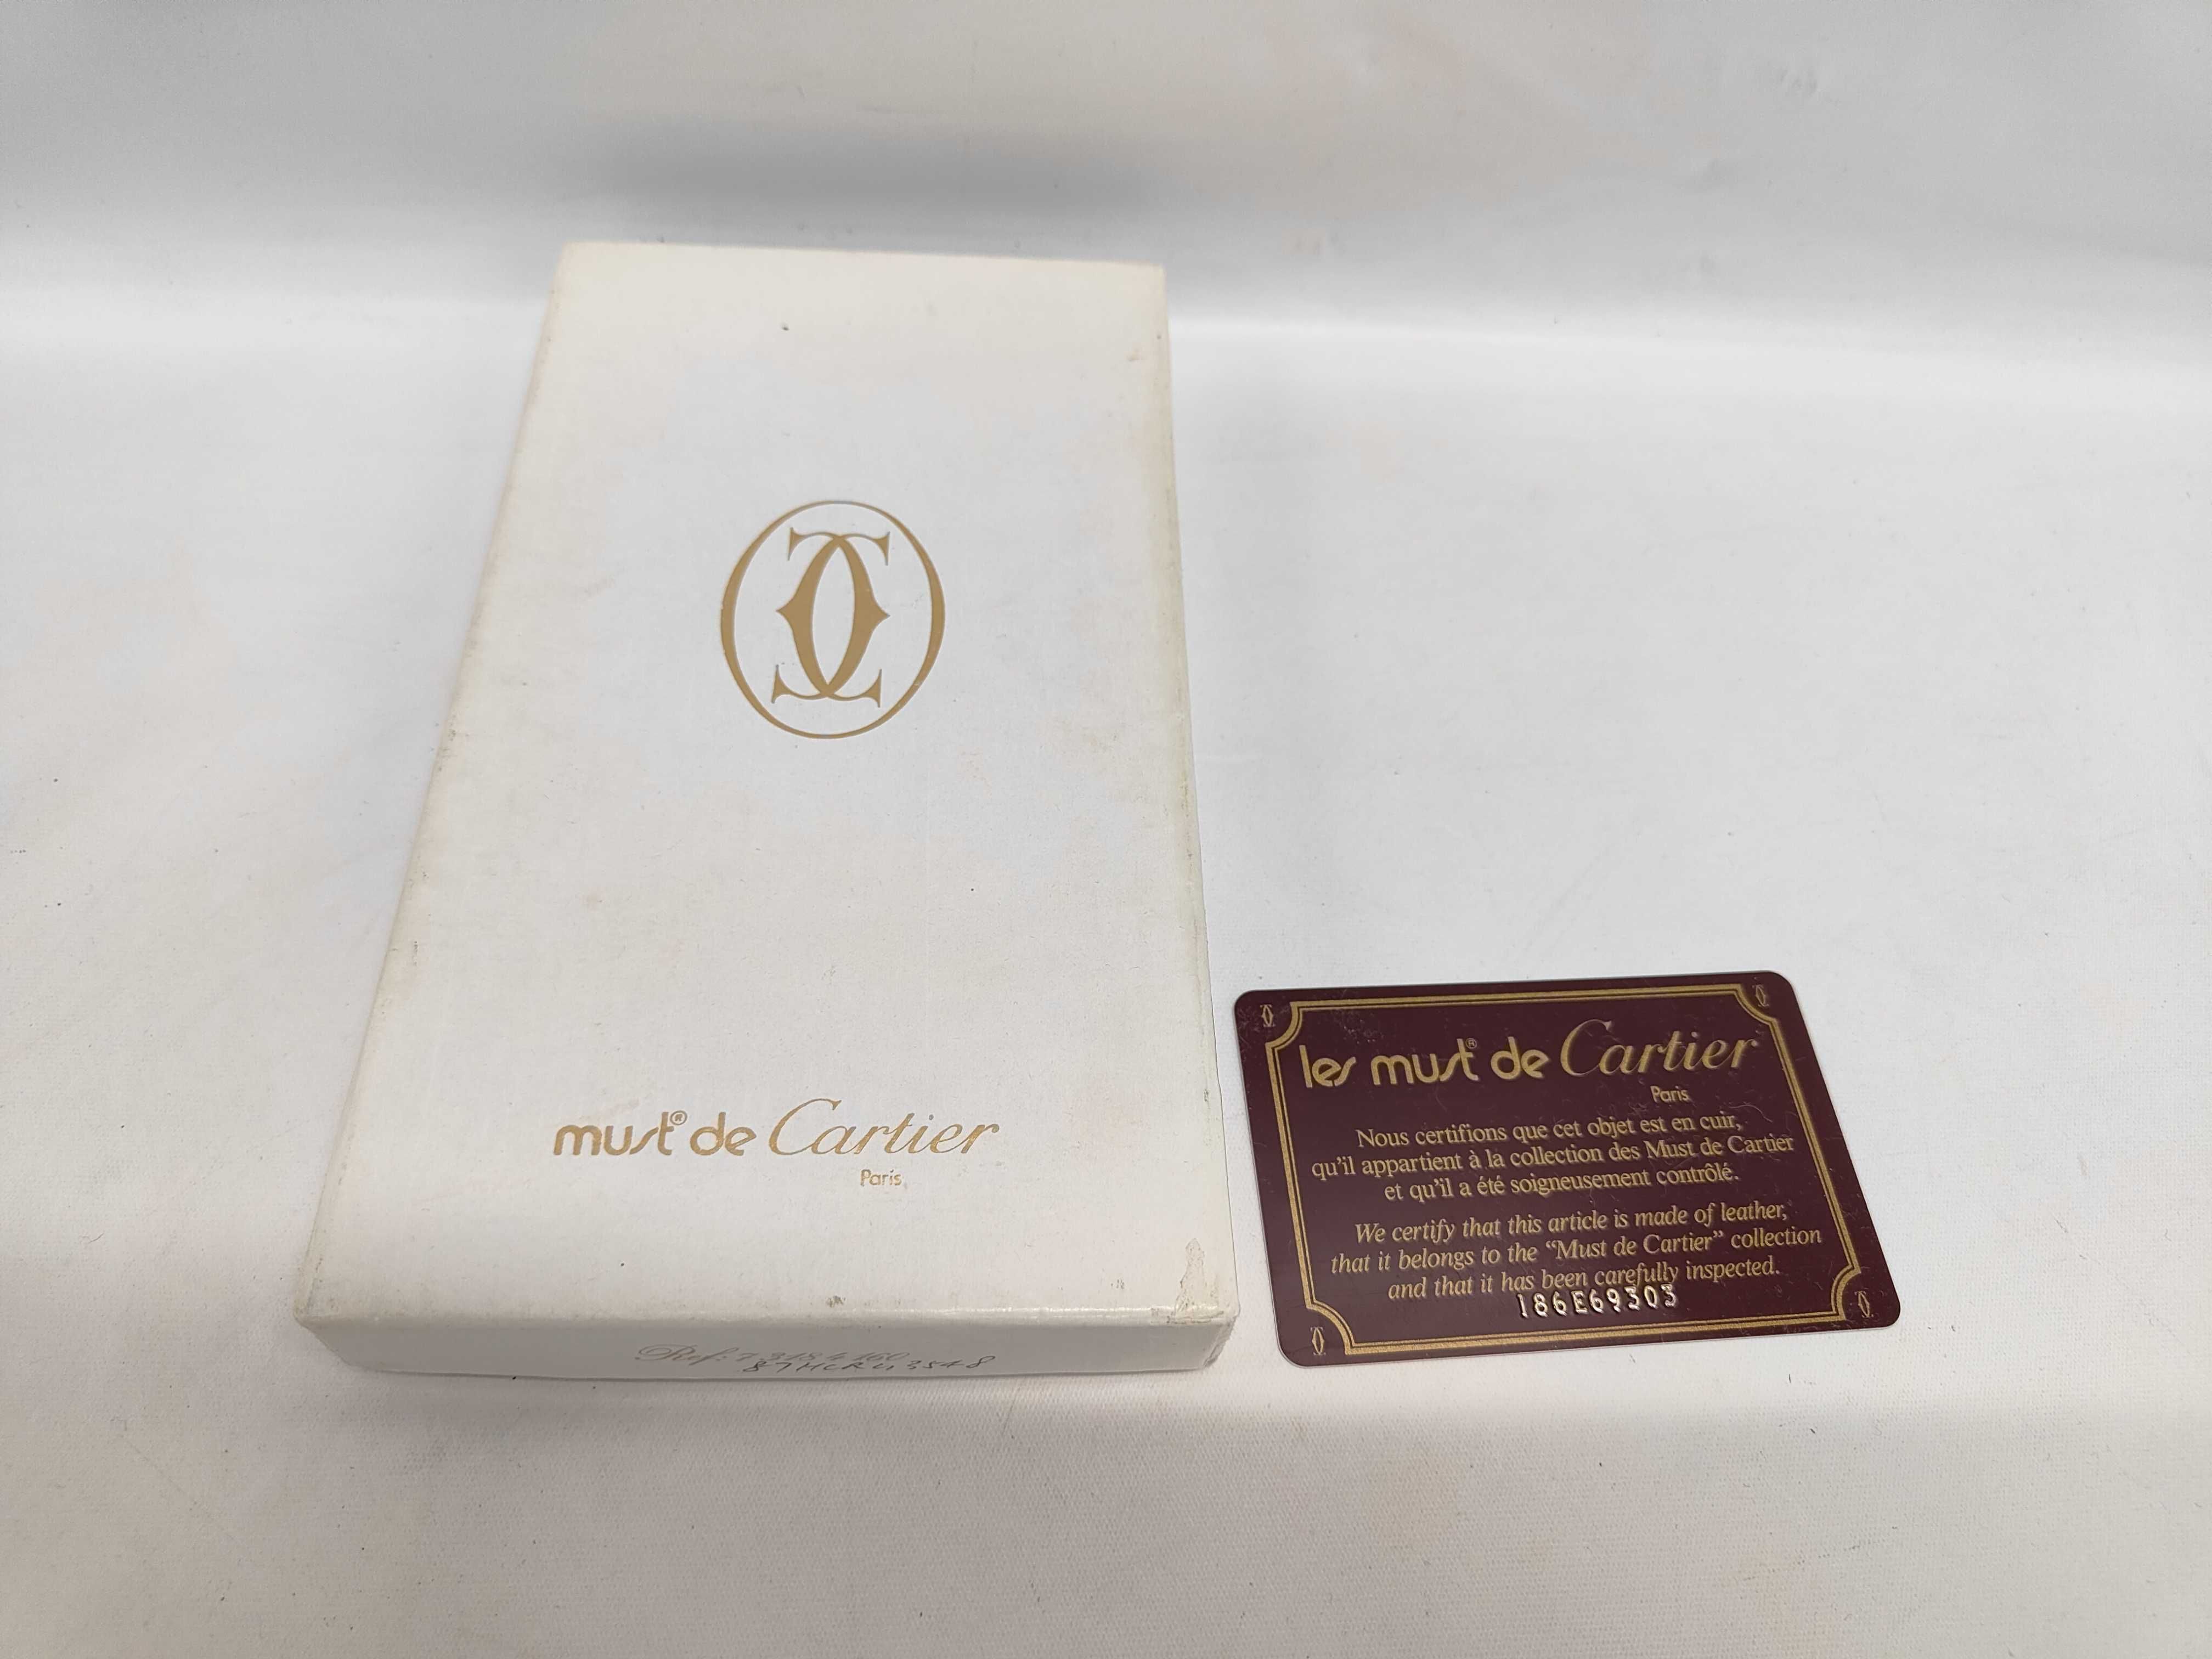 must® de Cartier
Paris
Ref:
les must® de Cartier
Paris
Nous certifions que cet objet est en cuir,
qu'il appartient à la collection des Must de Cartier
et qu'il a été soigneusement contrôlé.
We certify that this article is made of leather,
that it belongs to the “Must de Cartier” collection
and that it has been carefully inspected.
186E69303